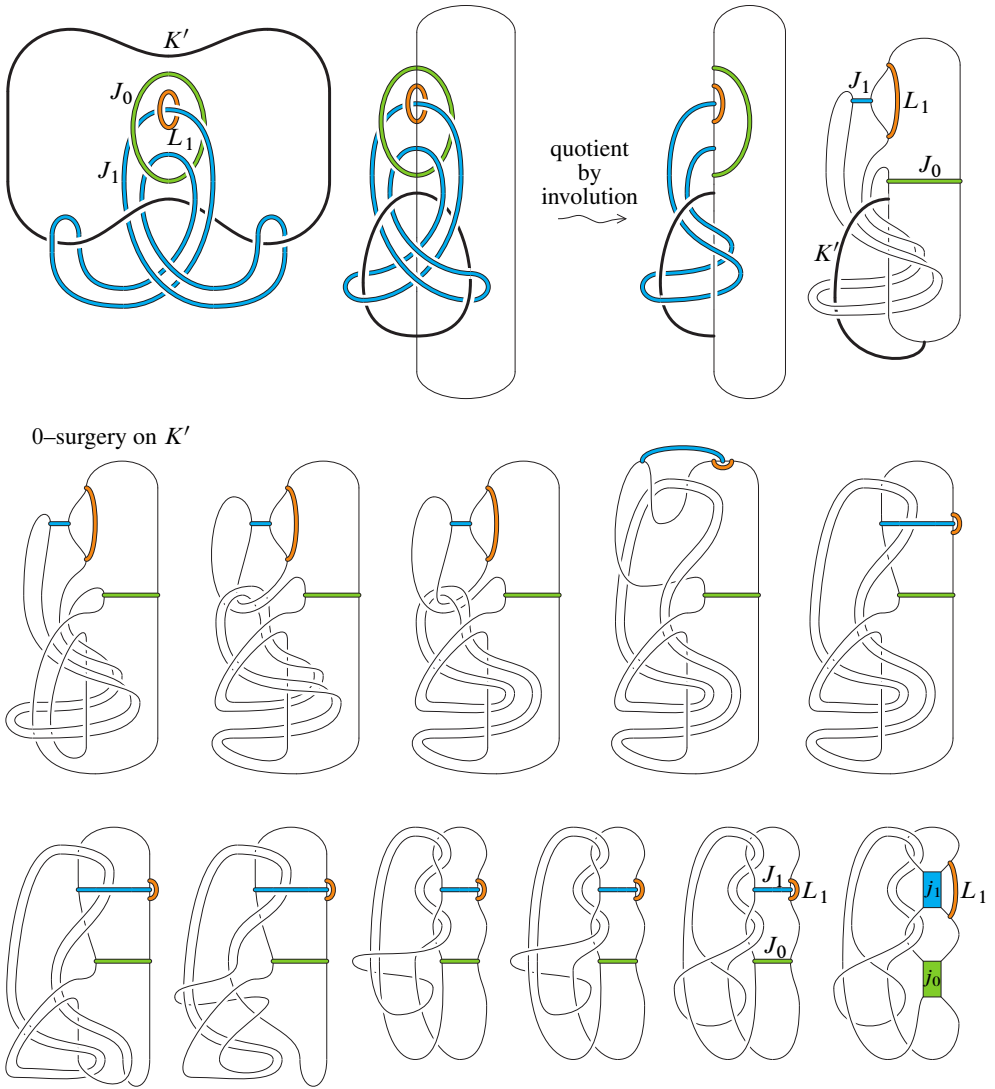 K′
J₀
L₁
J₁
quotient
by
involution
J₁
L₁
J₀
K′
0–surgery on K′
J₁
L₁
J₀
j₁
L₁
j₀